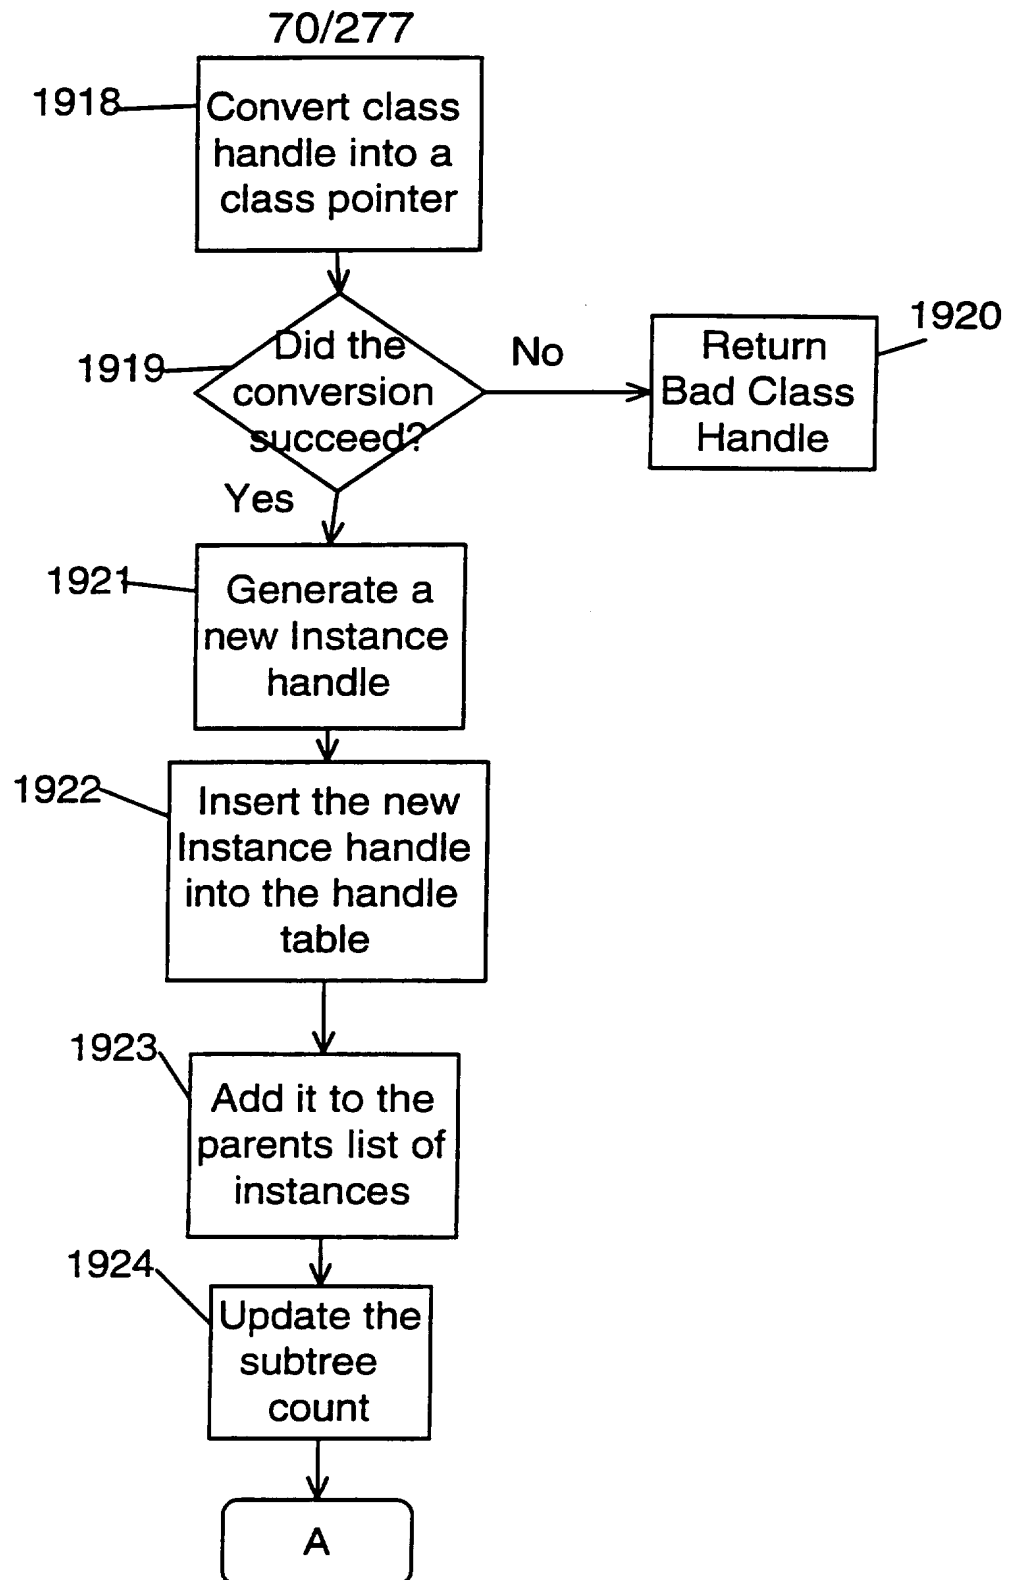 70/277
1918
Convert class
handle into a
class pointer
1919
Did the
conversion
succeed?
No
1920
Return
Bad Class
Handle
Yes
1921
Generate a
new Instance
handle
1922
Insert the new
Instance handle
into the handle
table
1923
Add it to the
parents list of
instances
1924
Update the
subtree
count
A